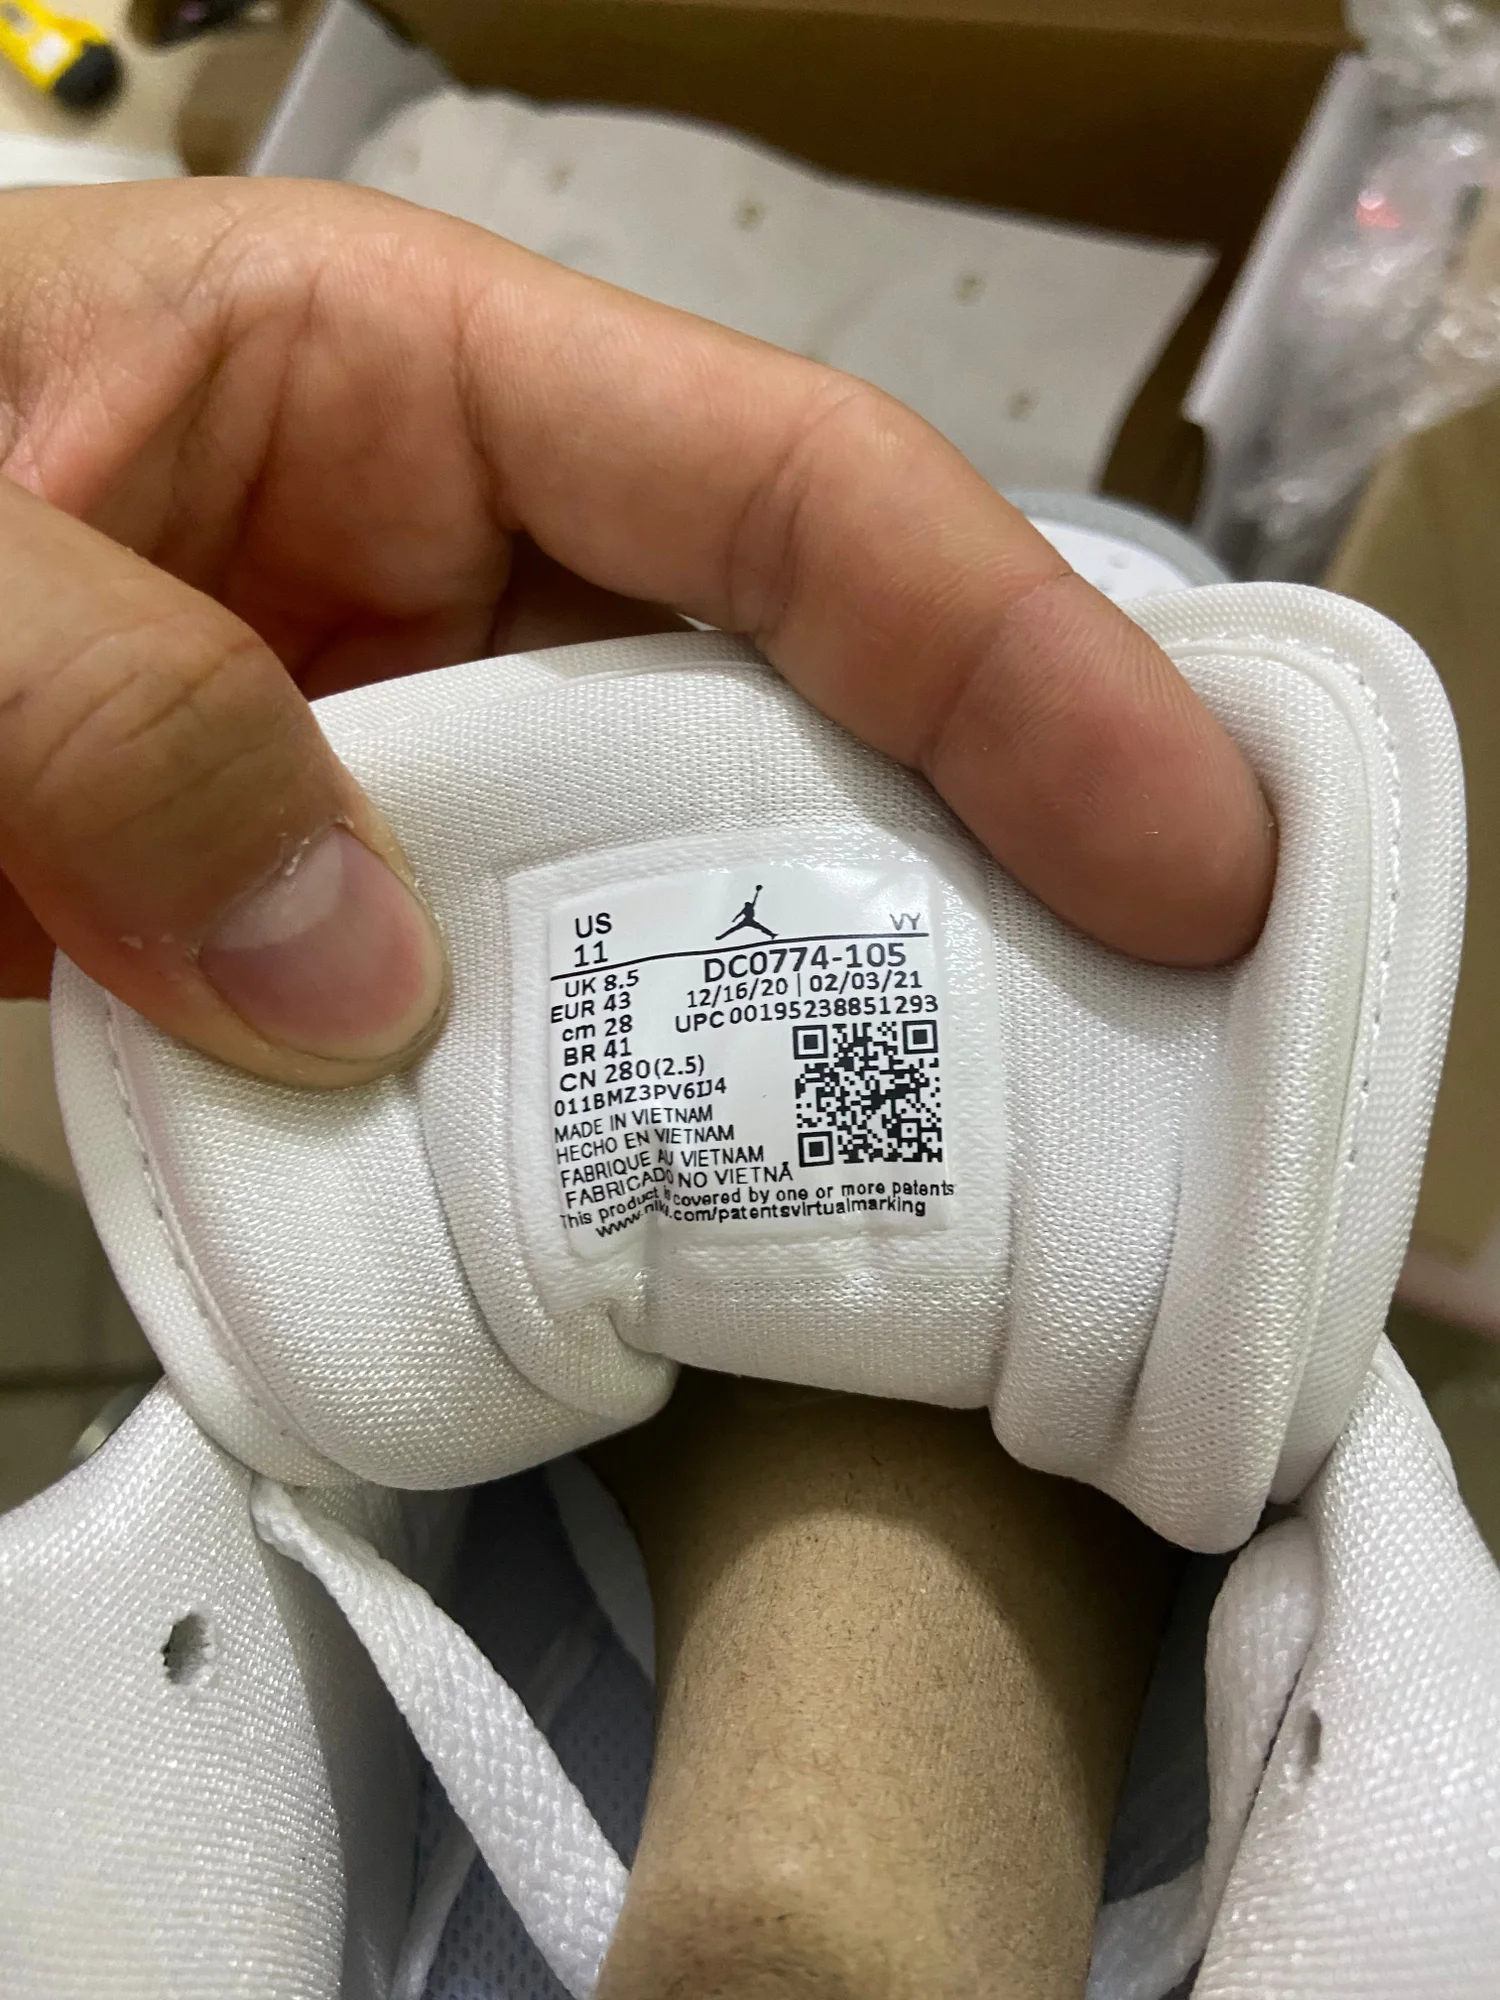 US
11
VY
UK 8.5
EUR 43
cm 28
BR 41
CN 280(2.5)
DC0774-105
12/16/20 | 02/03/21
UPC 00195238851293
MADE IN VIETNAM
HECHO EN VIETNAM
FABRIQUE AU VIETNAM
FABRICADO NO VIETNÃ
This product is covered by one or more patents
www.nike.com/patentsvirtualmarking